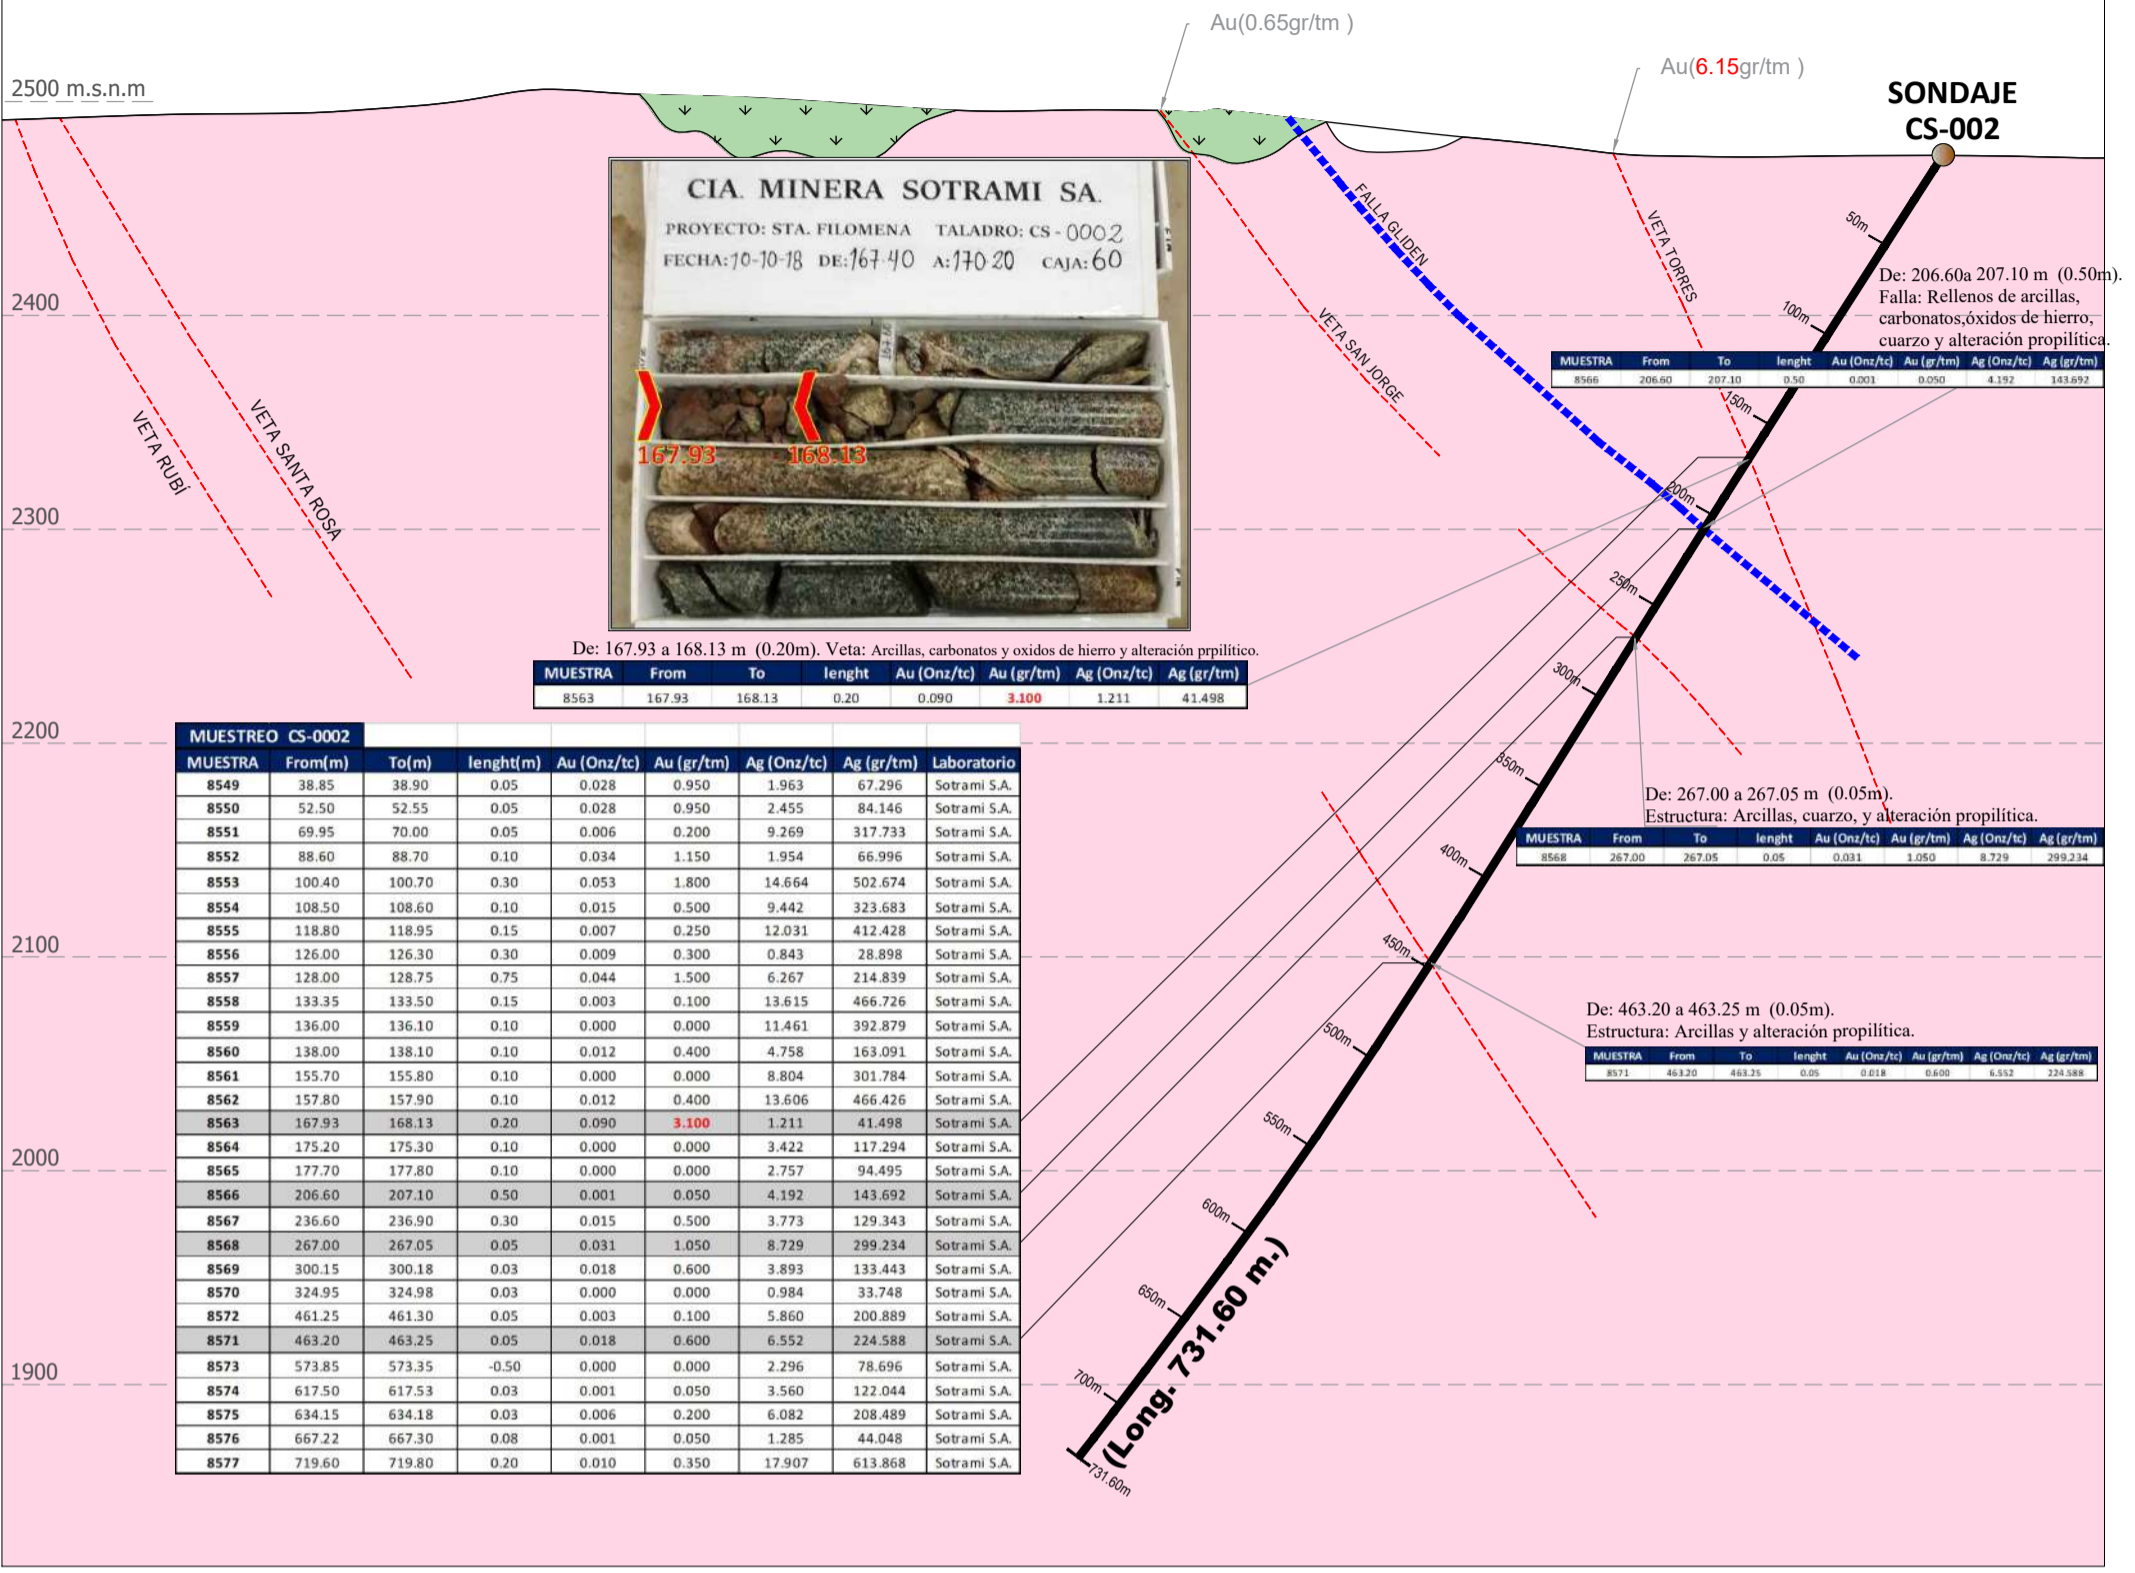 Au(0.65gr/tm )
Au(6.15gr/tm )
SONDAJE
CS-002
2500 m.s.n.m
2400
2300
2200
2100
2000
1900
VETA RUBÍ
VETA SANTA ROSA
VETA SAN JORGE
FALLA GLIDEN
VETA TORRES
CIA. MINERA SOTRAMI SA.
PROYECTO: STA. FILOMENA TALADRO: CS - 0002
FECHA: 10-10-18 DE: 167.40 A: 170.20 CAJA: 60
167.93 168.13
De: 167.93 a 168.13 m (0.20m). Veta: Arcillas, carbonatos y oxidos de hierro y alteración prpilítico.
MUESTRA From To lenght Au (Onz/tc) Au (gr/tm) Ag (Onz/tc) Ag (gr/tm)
8563 167.93 168.13 0.20 0.090 3.100 1.211 41.498
De: 206.60a 207.10 m (0.50m).
Falla: Rellenos de arcillas,
carbonatos,óxidos de hierro,
cuarzo y alteración propilítica.
MUESTRA From To lenght Au (Onz/tc) Au (gr/tm) Ag (Onz/tc) Ag (gr/tm)
8566 206.60 207.10 0.50 0.001 0.050 4.192 143.692
De: 267.00 a 267.05 m (0.05m).
Estructura: Arcillas, cuarzo, y alteración propilítica.
MUESTRA From To lenght Au (Onz/tc) Au (gr/tm) Ag (Onz/tc) Ag (gr/tm)
8568 267.00 267.05 0.05 0.031 1.050 8.729 299.234
De: 463.20 a 463.25 m (0.05m).
Estructura: Arcillas y alteración propilítica.
MUESTRA From To lenght Au (Onz/tc) Au (gr/tm) Ag (Onz/tc) Ag (gr/tm)
8571 463.20 463.25 0.05 0.018 0.600 6.552 224.588
MUESTREO CS-0002
MUESTRA From(m) To(m) lenght(m) Au (Onz/tc) Au (gr/tm) Ag (Onz/tc) Ag (gr/tm) Laboratorio
8549 38.85 38.90 0.05 0.028 0.950 1.963 67.296 Sotrami S.A.
8550 52.50 52.55 0.05 0.028 0.950 2.455 84.146 Sotrami S.A.
8551 69.95 70.00 0.05 0.006 0.200 9.269 317.733 Sotrami S.A.
8552 88.60 88.70 0.10 0.034 1.150 1.954 66.996 Sotrami S.A.
8553 100.40 100.70 0.30 0.053 1.800 14.664 502.674 Sotrami S.A.
8554 108.50 108.60 0.10 0.015 0.500 9.442 323.683 Sotrami S.A.
8555 118.80 118.95 0.15 0.007 0.250 12.031 412.428 Sotrami S.A.
8556 126.00 126.30 0.30 0.009 0.300 0.843 28.898 Sotrami S.A.
8557 128.00 128.75 0.75 0.044 1.500 6.267 214.839 Sotrami S.A.
8558 133.35 133.50 0.15 0.003 0.100 13.615 466.726 Sotrami S.A.
8559 136.00 136.10 0.10 0.000 0.000 11.461 392.879 Sotrami S.A.
8560 138.00 138.10 0.10 0.012 0.400 4.758 163.091 Sotrami S.A.
8561 155.70 155.80 0.10 0.000 0.000 8.804 301.784 Sotrami S.A.
8562 157.80 157.90 0.10 0.012 0.400 13.606 466.426 Sotrami S.A.
8563 167.93 168.13 0.20 0.090 3.100 1.211 41.498 Sotrami S.A.
8564 175.20 175.30 0.10 0.000 0.000 3.422 117.294 Sotrami S.A.
8565 177.70 177.80 0.10 0.000 0.000 2.757 94.495 Sotrami S.A.
8566 206.60 207.10 0.50 0.001 0.050 4.192 143.692 Sotrami S.A.
8567 236.60 236.90 0.30 0.015 0.500 3.773 129.343 Sotrami S.A.
8568 267.00 267.05 0.05 0.031 1.050 8.729 299.234 Sotrami S.A.
8569 300.15 300.18 0.03 0.018 0.600 3.893 133.443 Sotrami S.A.
8570 324.95 324.98 0.03 0.000 0.000 0.984 33.748 Sotrami S.A.
8572 461.25 461.30 0.05 0.003 0.100 5.860 200.889 Sotrami S.A.
8571 463.20 463.25 0.05 0.018 0.600 6.552 224.588 Sotrami S.A.
8573 573.85 573.35 -0.50 0.000 0.000 2.296 78.696 Sotrami S.A.
8574 617.50 617.53 0.03 0.001 0.050 3.560 122.044 Sotrami S.A.
8575 634.15 634.18 0.03 0.006 0.200 6.082 208.489 Sotrami S.A.
8576 667.22 667.30 0.08 0.001 0.050 1.285 44.048 Sotrami S.A.
8577 719.60 719.80 0.20 0.010 0.350 17.907 613.868 Sotrami S.A.
50m
100m
150m
200m
250m
300m
350m
400m
450m
500m
550m
600m
650m
700m
731.60m
(Long. 731.60 m.)